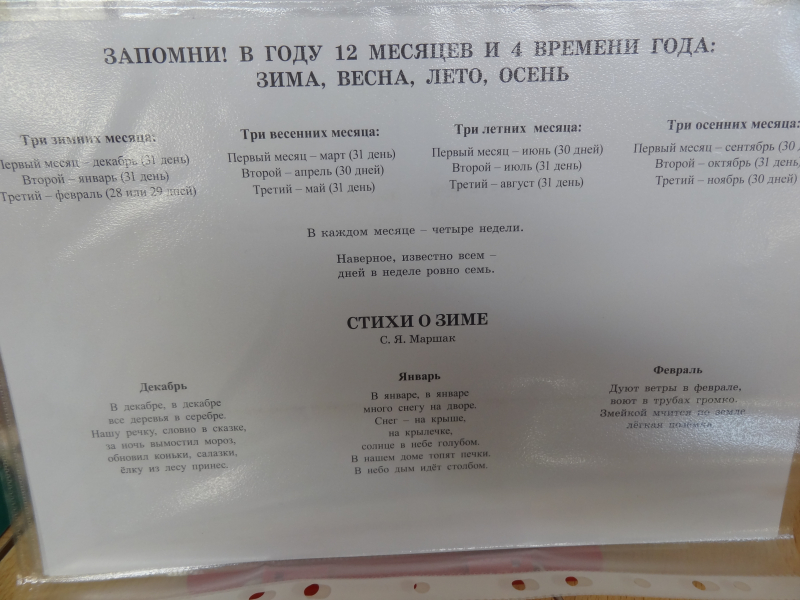 ЗАПОМНИ! В ГОДУ 12 МЕСЯЦЕВ И 4 ВРЕМЕНИ ГОДА:
ЗИМА, ВЕСНА, ЛЕТО, ОСЕНЬ
Три зимних месяца:
Первый месяц – декабрь (31 день)
Второй – январь (31 день)
Третий – февраль (28 или 29 дней)
Три весенних месяца:
Первый месяц – март (31 день)
Второй – апрель (30 дней)
Третий – май (31 день)
Три летних месяца:
Первый месяц – июнь (30 дней)
Второй – июль (31 день)
Третий – август (31 день)
Три осенних месяца:
Первый месяц – сентябрь (30
Второй – октябрь (31 день
Третий – ноябрь (30 дней)
В каждом месяце – четыре недели.
Наверное, известно всем –
дней в неделе ровно семь.
СТИХИ О ЗИМЕ
С. Я. Маршак
Декабрь
В декабре, в декабре
все деревья в серебре.
Нашу речку, словно в сказке,
за ночь вымостил мороз,
обновил коньки, салазки,
ёлку из лесу принес.
Январь
В январе, в январе
много снегу на дворе.
Снег – на крыше,
на крылечке,
солнце в небе голубом.
В нашем доме топят печки.
В небо дым идёт столбом.
Февраль
Дуют ветры в феврале,
воют в трубах громко.
Змейкой мчится по земле
лёгкая позёмка